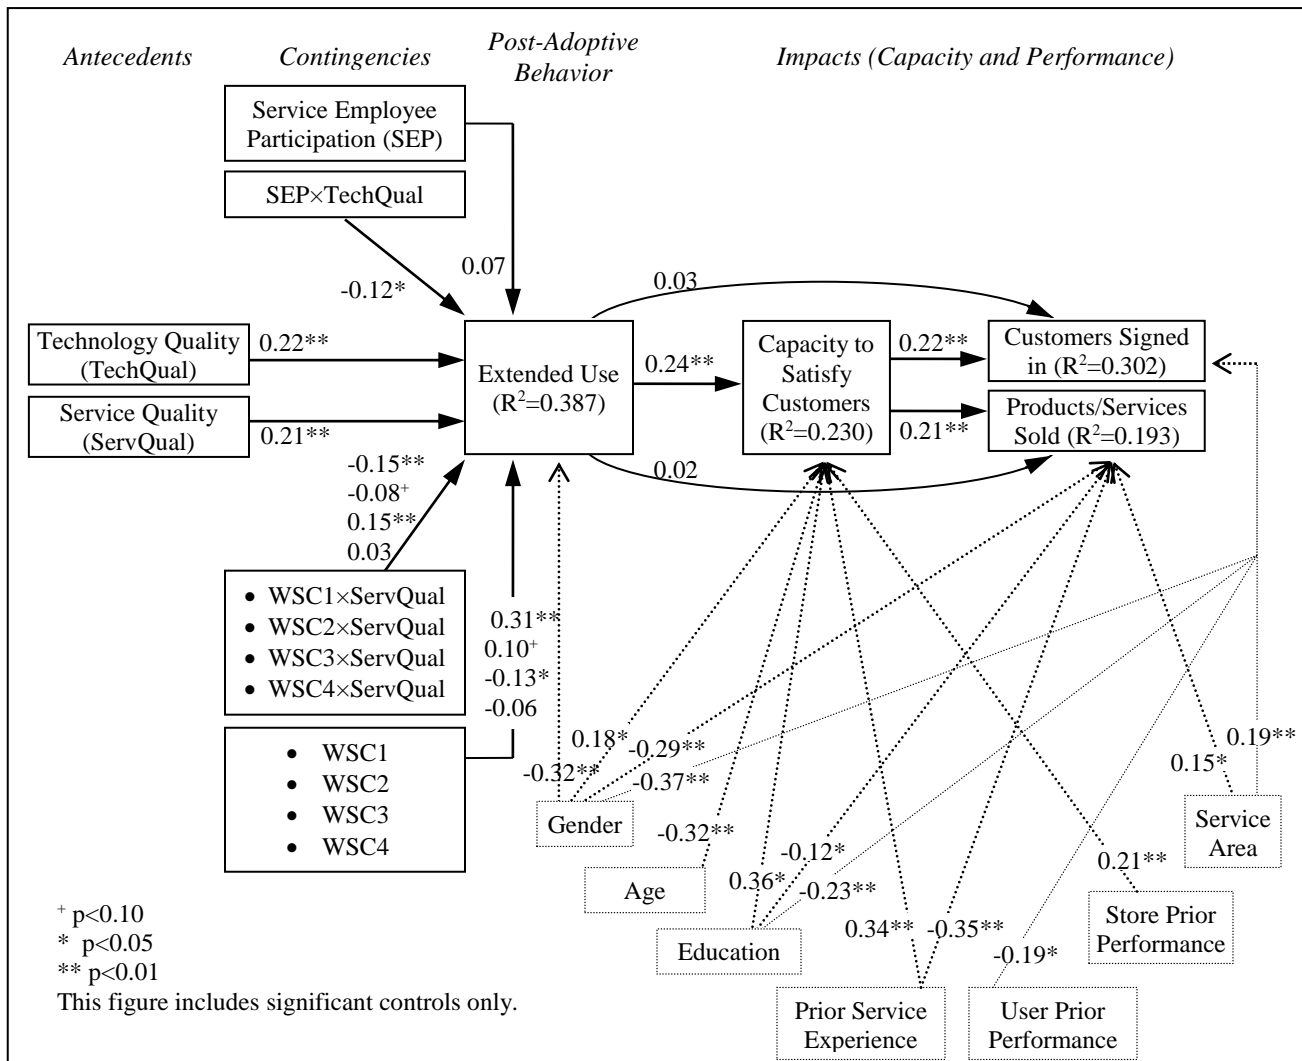 Antecedents
Contingencies
Post-Adoptive
Behavior
Impacts (Capacity and Performance)
Service Employee
Participation (SEP)
SEP×TechQual
0.07
-0.12*
0.03
Technology Quality
(TechQual)
0.22**
Service Quality
(ServQual)
0.21**
Extended Use
(R²=0.387)
0.24**
Capacity to
Satisfy
Customers
(R²=0.230)
0.22**
0.21**
Customers Signed
in (R²=0.302)
Products/Services
Sold (R²=0.193)
0.02
-0.15**
-0.08⁺
0.15**
0.03
• WSC1×ServQual
• WSC2×ServQual
• WSC3×ServQual
• WSC4×ServQual
0.31**
0.10⁺
-0.13*
-0.06
• WSC1
• WSC2
• WSC3
• WSC4
0.18*
-0.29**
-0.32**
-0.37**
0.19**
0.15*
Gender
Service
Area
-0.32**
-0.12*
0.36*
-0.23**
0.21**
Age
0.34**
-0.35**
Store Prior
Performance
Education
-0.19*
Prior Service
Experience
User Prior
Performance
⁺ p<0.10
* p<0.05
** p<0.01
This figure includes significant controls only.